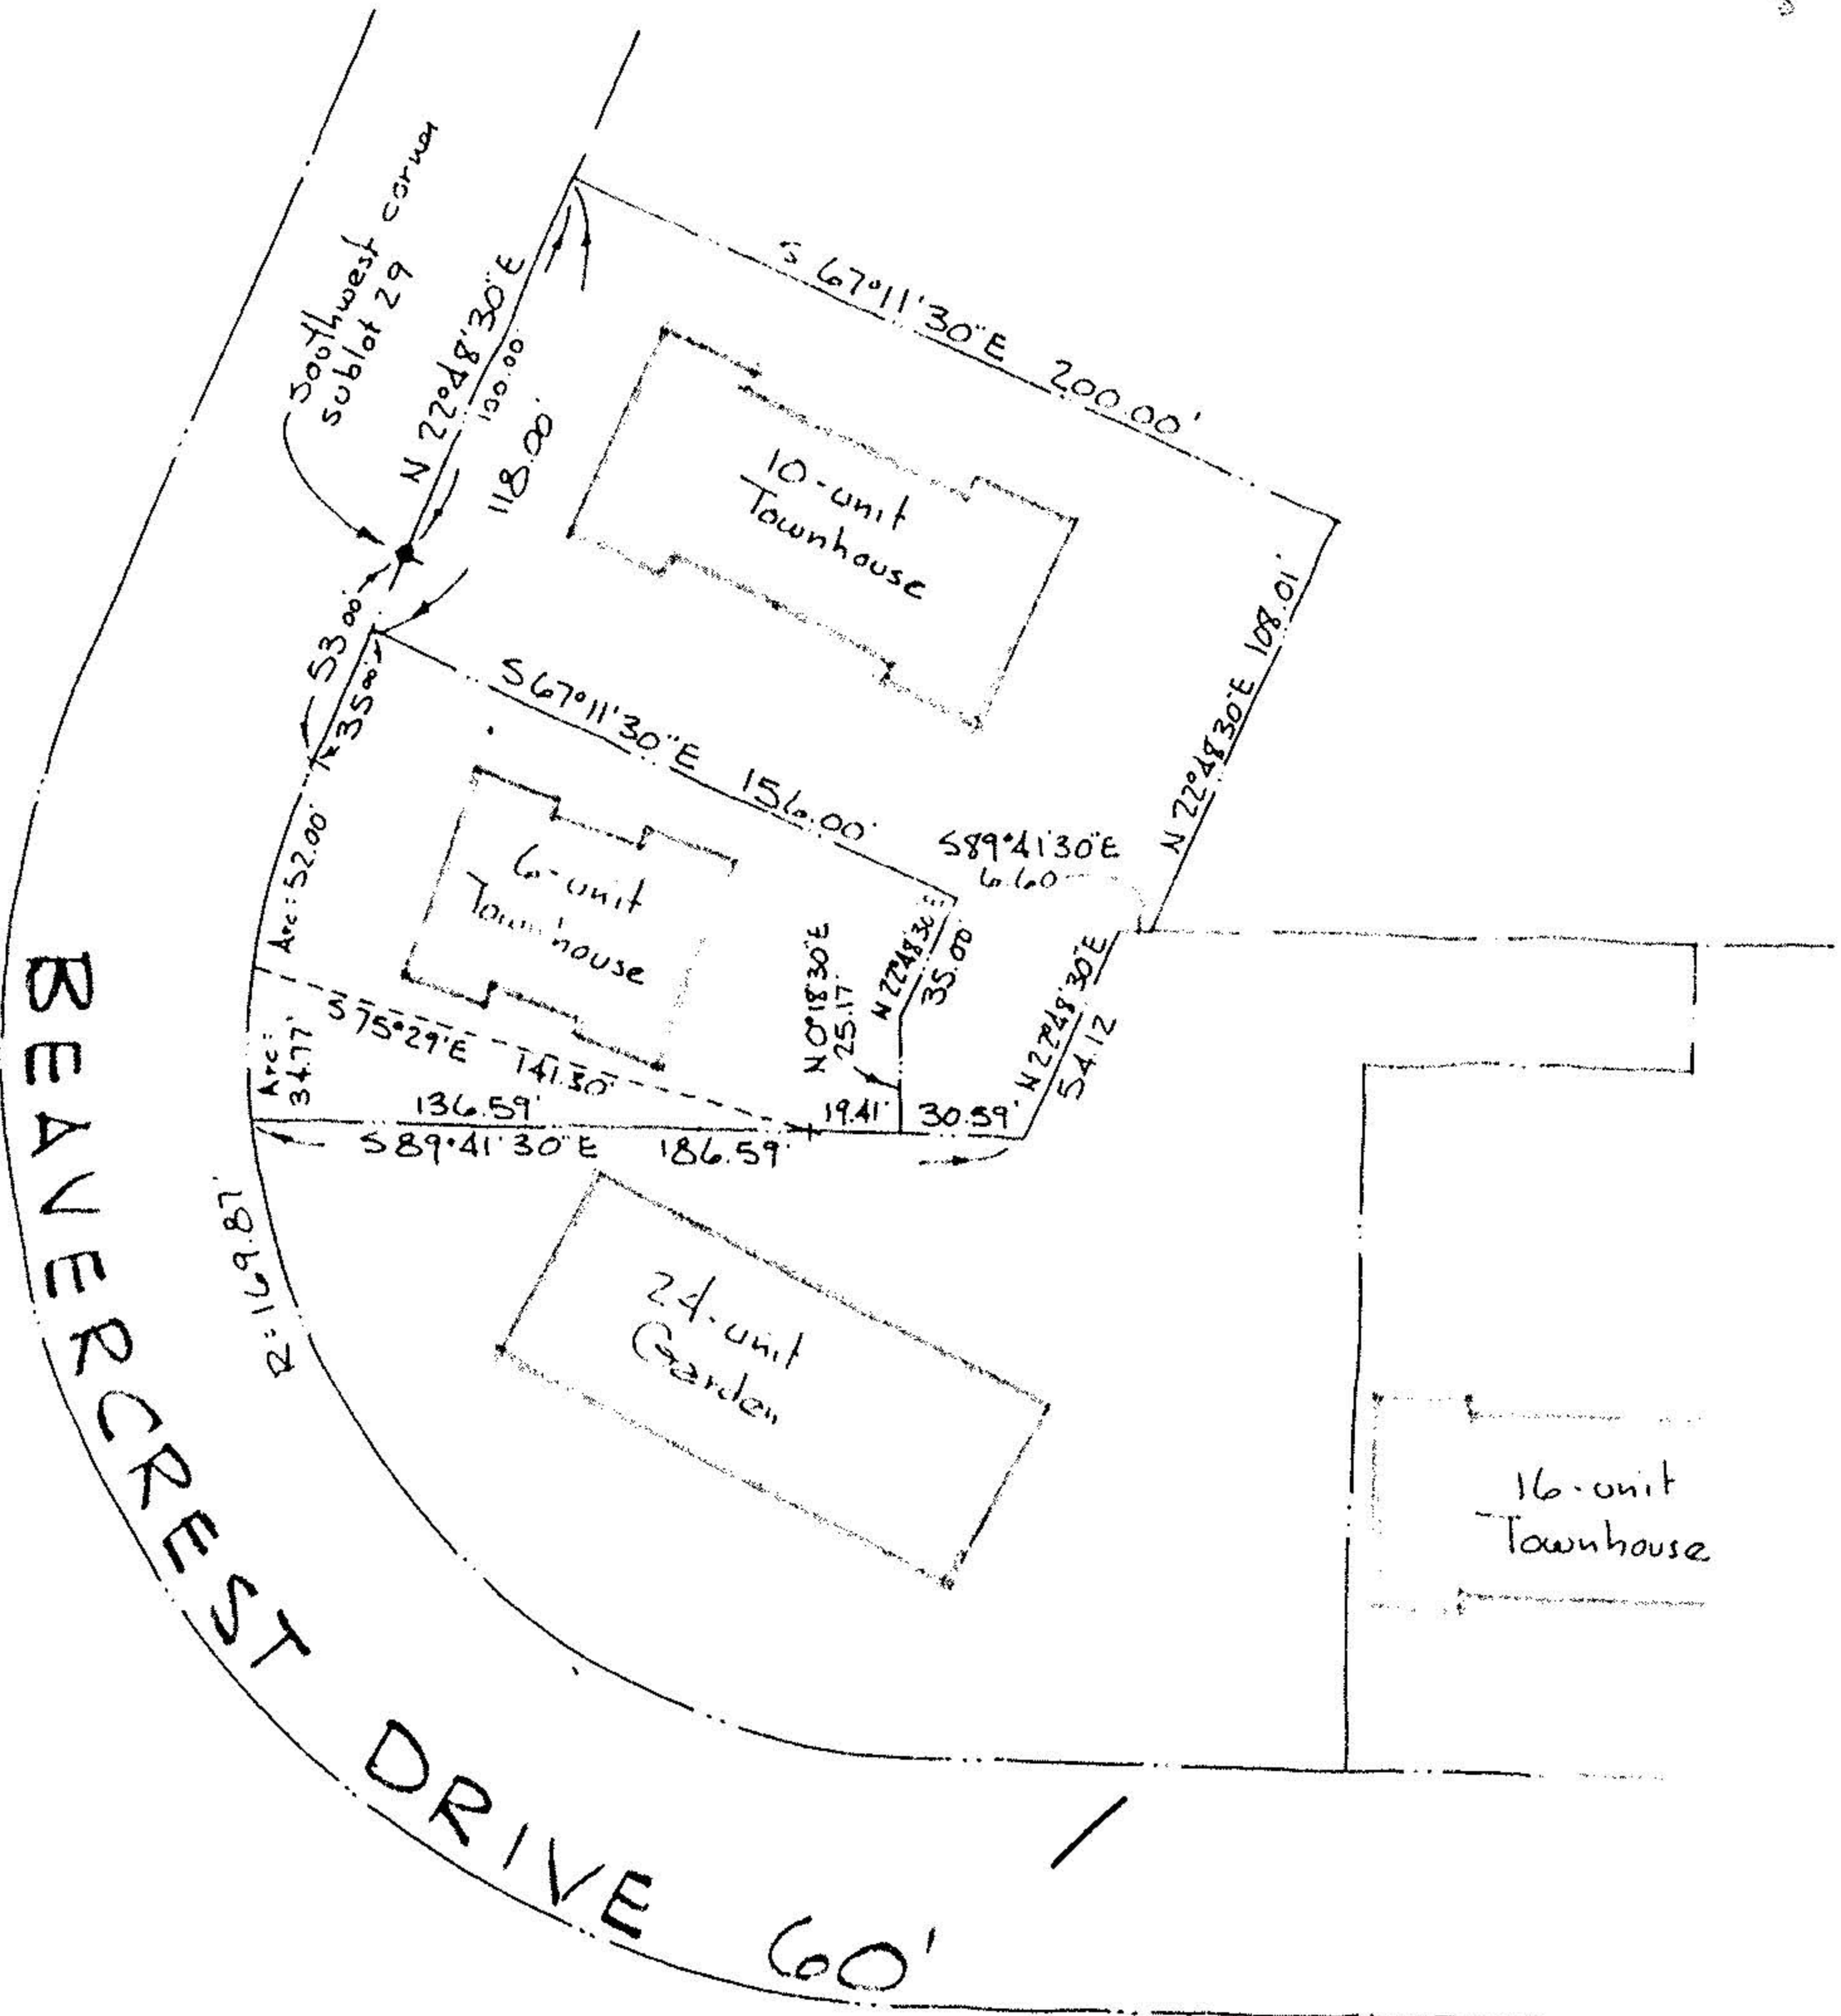 Southwest corner
sublot 29
N 22°48'30"E
100.00'
118.00'
S 67°11'30"E 200.00'
10-unit
Townhouse
N 22°48'30"E 108.01'
53.00'
35.00'
S 67°11'30"E 156.00'
S89°41'30"E
6.60
6-unit
Townhouse
Arc: 52.00'
N 22°48'30"E
35.00
N 0°18'30"E
25.17'
N 22°48'30"E
54.12
S 75°29'E 141.30'
Arc:
34.77'
136.59'
19.41'
30.59'
S 89°41'30"E 186.59'
R=169.87'
24-unit
Garden
16-unit
Townhouse
BEAVERCREST DRIVE 60'